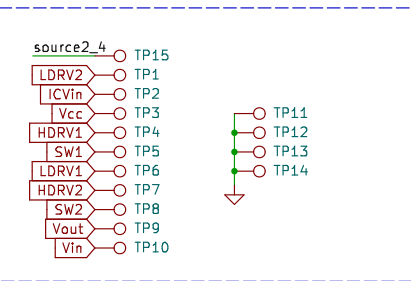 source2_4 TP15
LDRV2 TP1
ICVin TP2
Vcc TP3
HDRV1 TP4
SW1 TP5
LDRV1 TP6
HDRV2 TP7
SW2 TP8
Vout TP9
Vin TP10
TP11
TP12
TP13
TP14